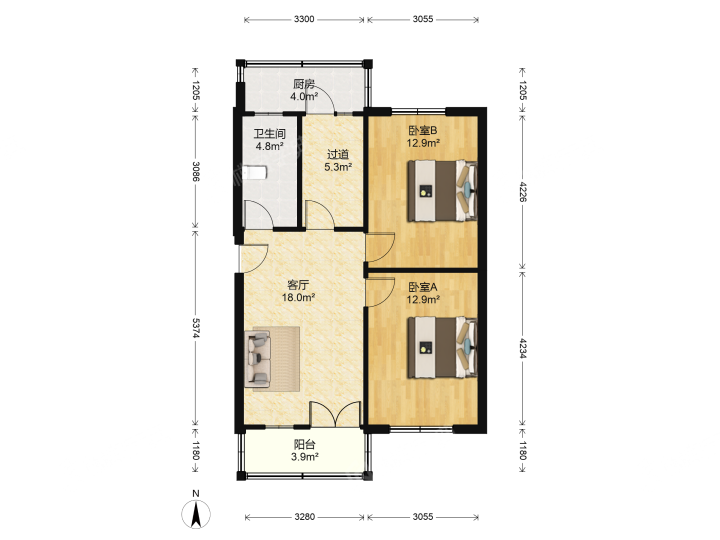 3300
3055
1205
1205
厨房
4.0m²
卫生间
4.8m²
过道
5.3m²
卧室B
12.9m²
3086
4226
客厅
18.0m²
卧室A
12.9m²
5374
4234
阳台
3.9m²
1180
1180
N
3280
3055